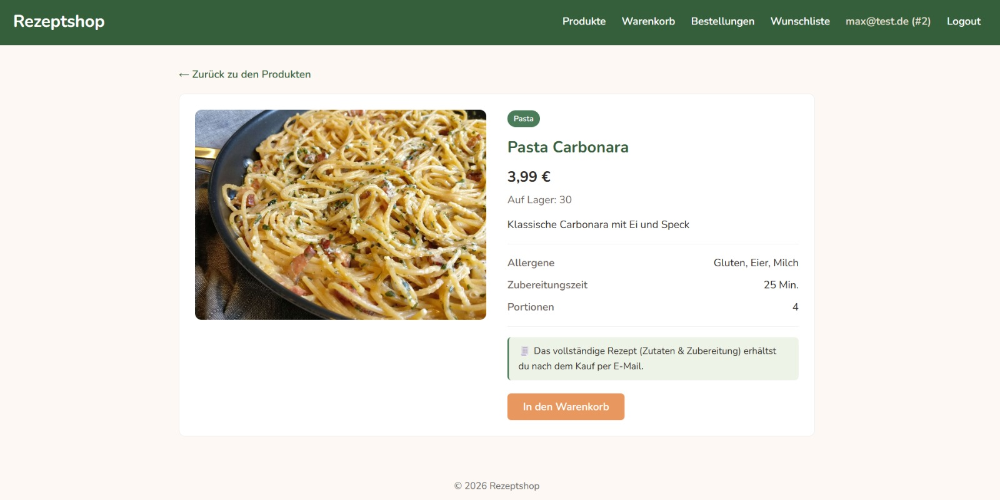 Rezeptshop
Produkte Warenkorb Bestellungen Wunschliste max@test.de (#2) Logout
← Zurück zu den Produkten
Pasta
Pasta Carbonara
3,99 €
Auf Lager: 30
Klassische Carbonara mit Ei und Speck
Allergene Gluten, Eier, Milch
Zubereitungszeit 25 Min.
Portionen 4
Das vollständige Rezept (Zutaten & Zubereitung) erhältst
du nach dem Kauf per E-Mail.
In den Warenkorb
© 2026 Rezeptshop